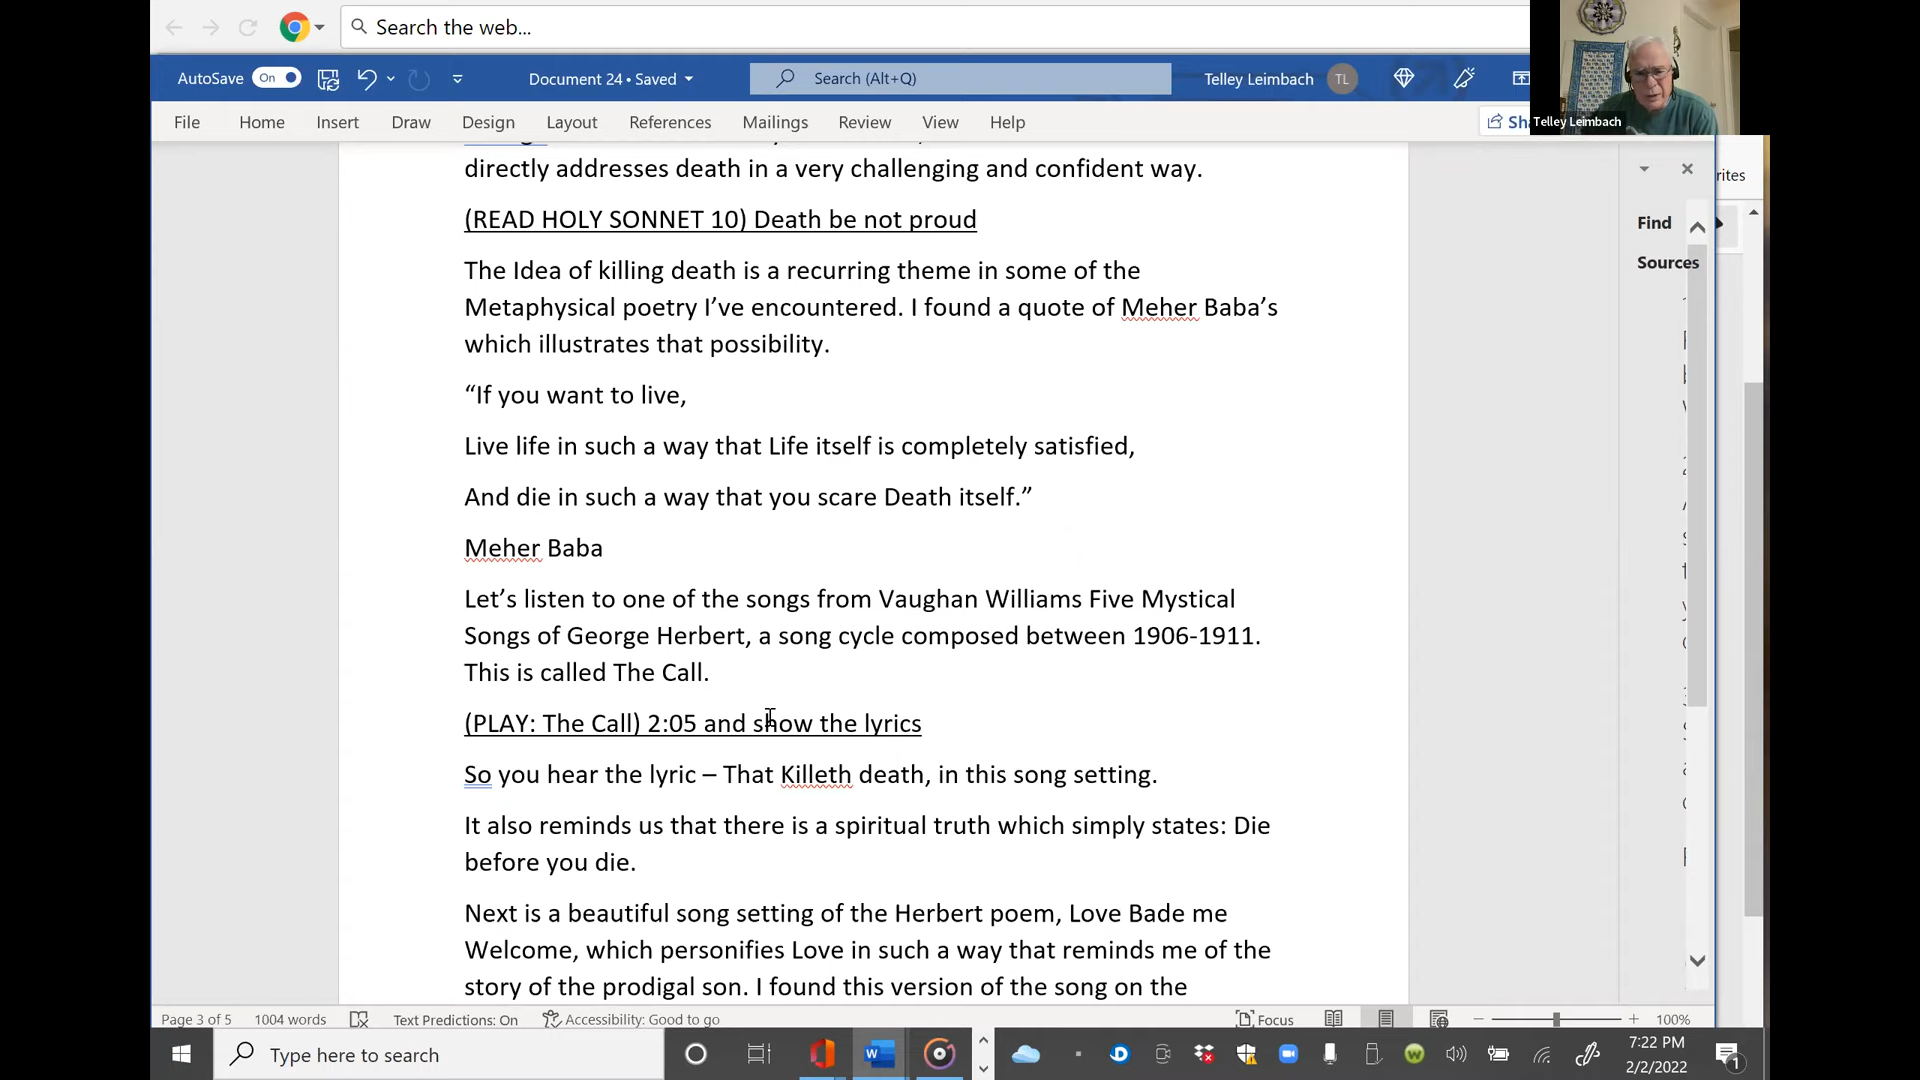 Search the web...
AutoSave On Document 24 • Saved Search (Alt+Q) Telley Leimbach TL
File Home Insert Draw Design Layout References Mailings Review View Help
Telley Leimbach
directly addresses death in a very challenging and confident way.
(READ HOLY SONNET 10) Death be not proud
The Idea of killing death is a recurring theme in some of the
Metaphysical poetry I’ve encountered. I found a quote of Meher Baba’s
which illustrates that possibility.
“If you want to live,
Live life in such a way that Life itself is completely satisfied,
And die in such a way that you scare Death itself.”
Meher Baba
Let’s listen to one of the songs from Vaughan Williams Five Mystical
Songs of George Herbert, a song cycle composed between 1906-1911.
This is called The Call.
(PLAY: The Call) 2:05 and show the lyrics
So you hear the lyric – That Killeth death, in this song setting.
It also reminds us that there is a spiritual truth which simply states: Die
before you die.
Next is a beautiful song setting of the Herbert poem, Love Bade me
Welcome, which personifies Love in such a way that reminds me of the
story of the prodigal son. I found this version of the song on the
Find
Sources
Page 3 of 5 1004 words Text Predictions: On Accessibility: Good to go Focus 100%
Type here to search
7:22 PM
2/2/2022
1